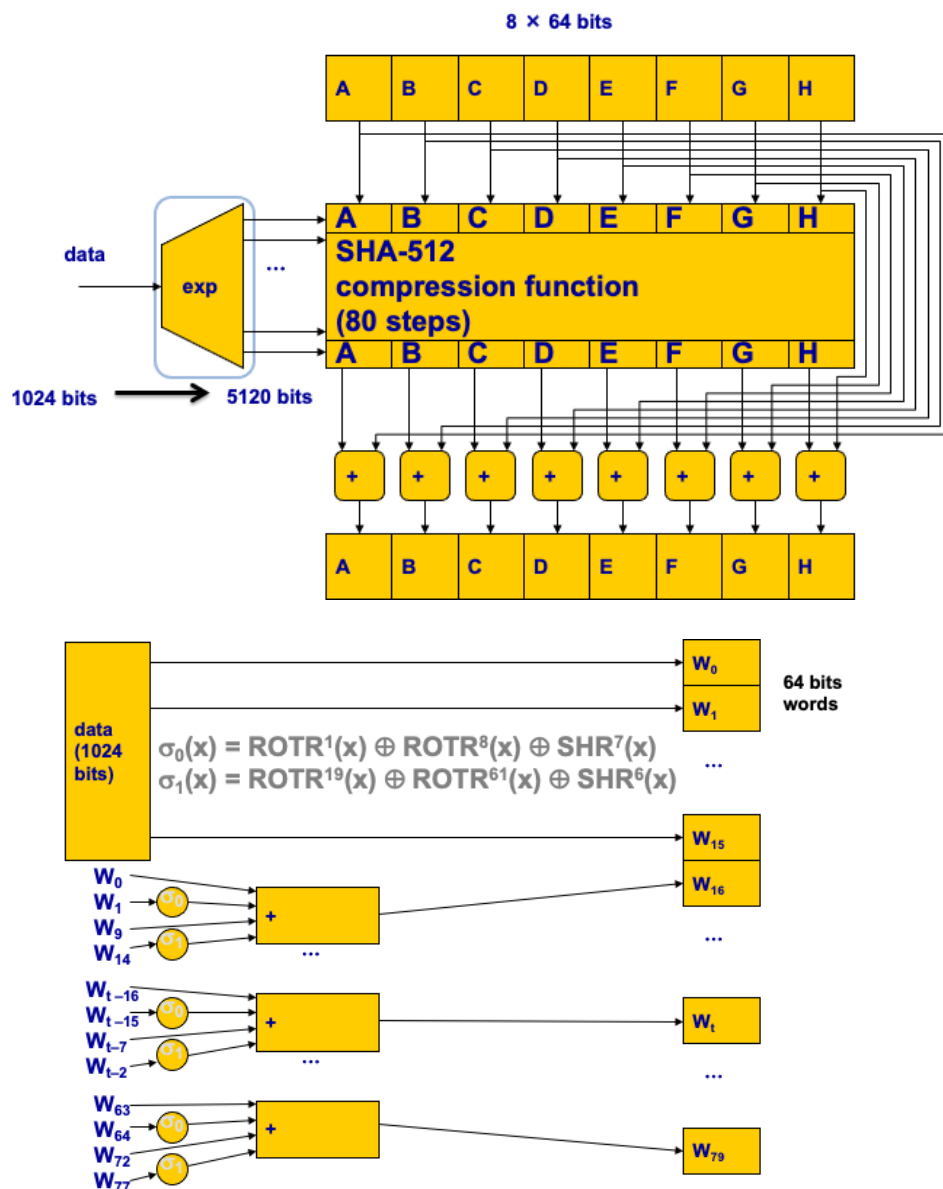 8 × 64 bits
A B C D E F G H
A B C D E F G H
SHA-512
compression function
(80 steps)
A B C D E F G H
data
exp
...
1024 bits
5120 bits
+ + + + + + + +
A B C D E F G H
data
(1024
bits)
σ₀(x) = ROTR¹(x) ⊕ ROTR⁸(x) ⊕ SHR⁷(x)
σ₁(x) = ROTR¹⁹(x) ⊕ ROTR⁶¹(x) ⊕ SHR⁶(x)
W₀
W₁
64 bits
words
...
W₁₅
W₁₆
...
W₀
W₁ σ₀
W₉
W₁₄ σ₁
+
...
Wₜ₋₁₆
Wₜ₋₁₅ σ₀
Wₜ₋₇
Wₜ₋₂ σ₁
+
...
Wₜ
...
W₆₃
W₆₄ σ₀
W₇₂
W₇₇ σ₁
+
W₇₉